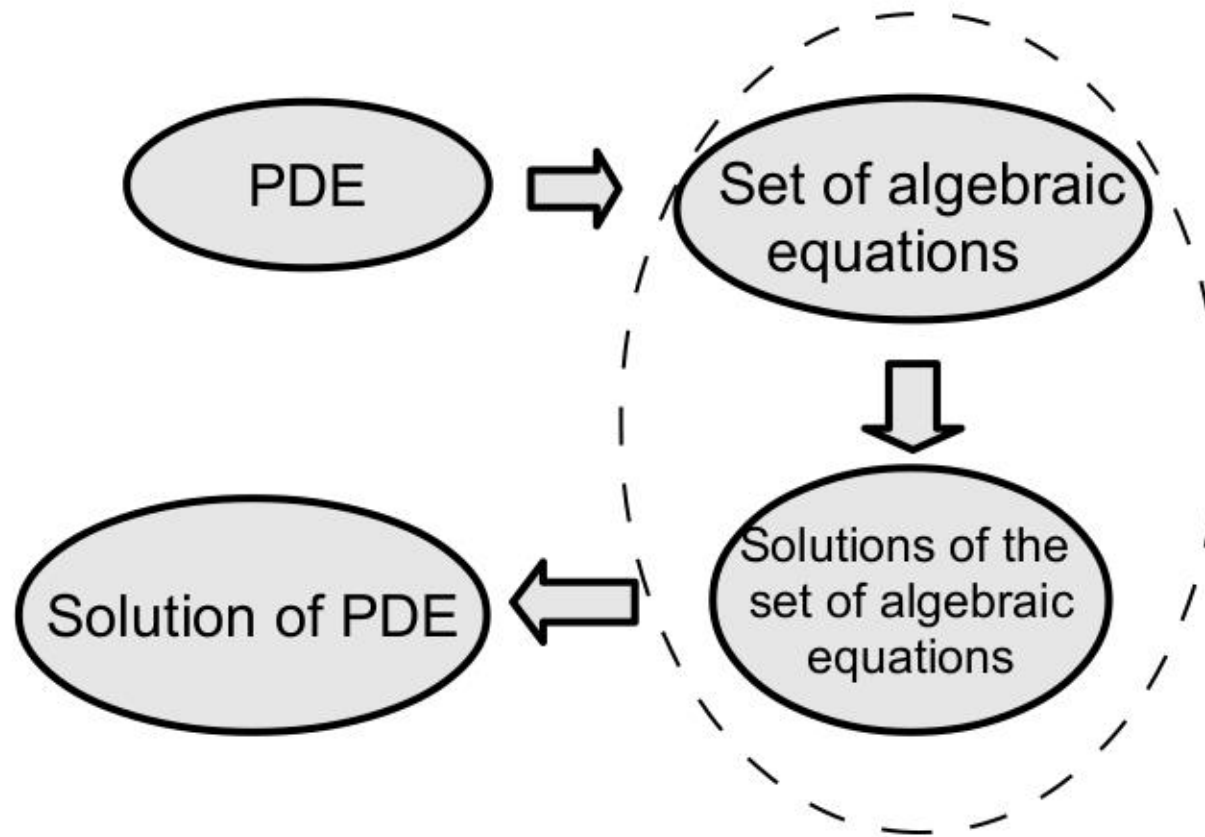 PDE
Set of algebraic
equations
Solutions of the
set of algebraic
equations
Solution of PDE